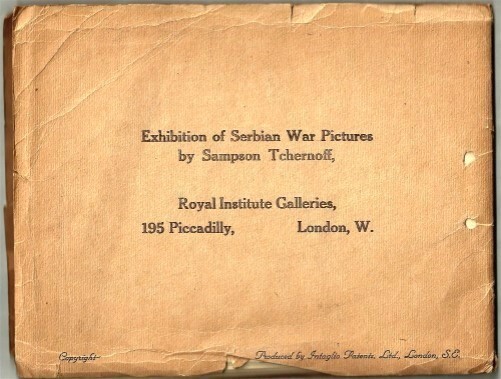 Exhibition of Serbian War Pictures
by Sampson Tchernoff,
Royal Institute Galleries,
195 Piccadilly, London, W.
Copyright Produced by Intaglio Patents, Ltd., London, S.E.